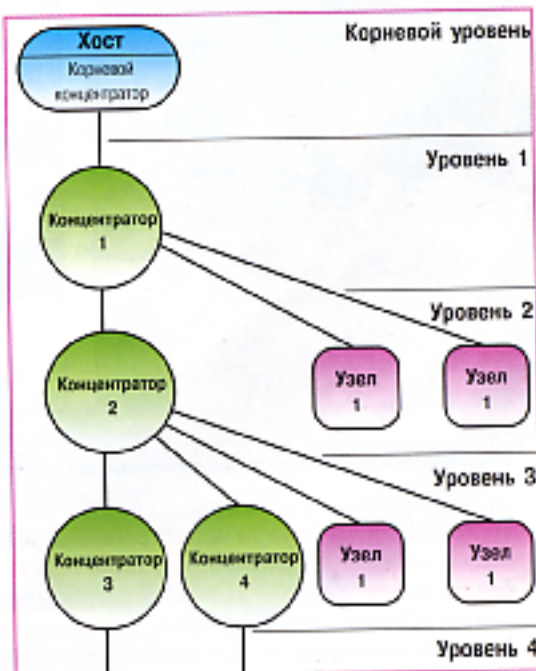 Хост
Корневой
концентратор
Корневой уровень
Уровень 1
Концентратор
1
Уровень 2
Концентратор
2
Узел
1
Узел
1
Уровень 3
Концентратор
3
Концентратор
4
Узел
1
Узел
1
Уровень 4